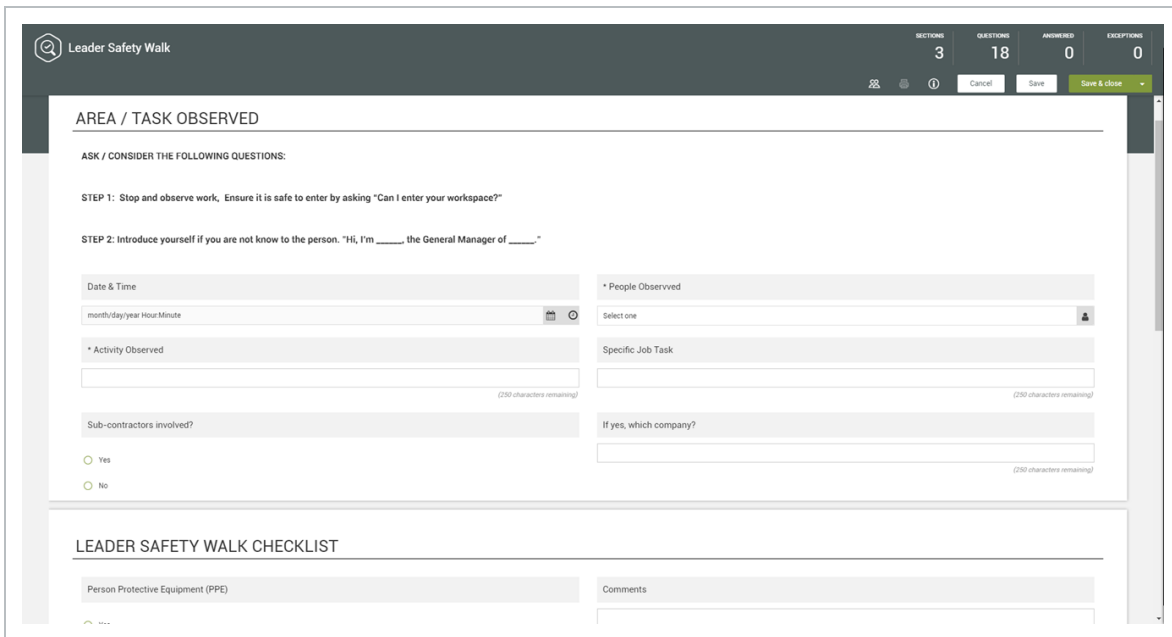 Leader Safety Walk
SECTIONS
3
QUESTIONS
18
ANSWERED
0
EXCEPTIONS
0
Cancel
Save
Save & close
AREA / TASK OBSERVED
ASK / CONSIDER THE FOLLOWING QUESTIONS:
STEP 1: Stop and observe work, Ensure it is safe to enter by asking "Can I enter your workspace?"
STEP 2: Introduce yourself if you are not know to the person. "Hi, I'm ______, the General Manager of ______."
Date & Time
* People Observved
month/day/year Hour:Minute
Select one
* Activity Observed
Specific Job Task
(250 characters remaining)
(250 characters remaining)
Sub-contractors involved?
If yes, which company?
Yes
(250 characters remaining)
No
LEADER SAFETY WALK CHECKLIST
Person Protective Equipment (PPE)
Comments
Yes